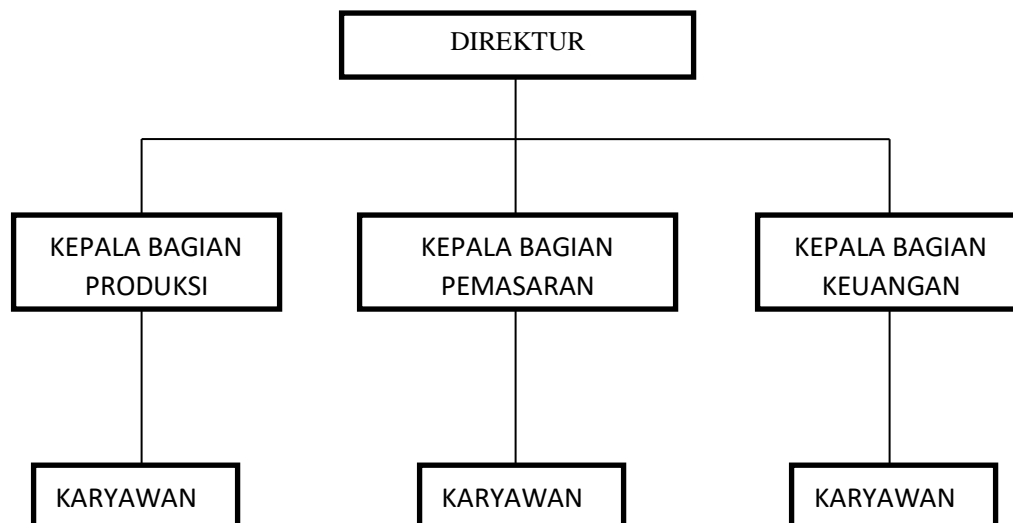 DIREKTUR
KEPALA BAGIAN
PRODUKSI
KEPALA BAGIAN
PEMASARAN
KEPALA BAGIAN
KEUANGAN
KARYAWAN
KARYAWAN
KARYAWAN